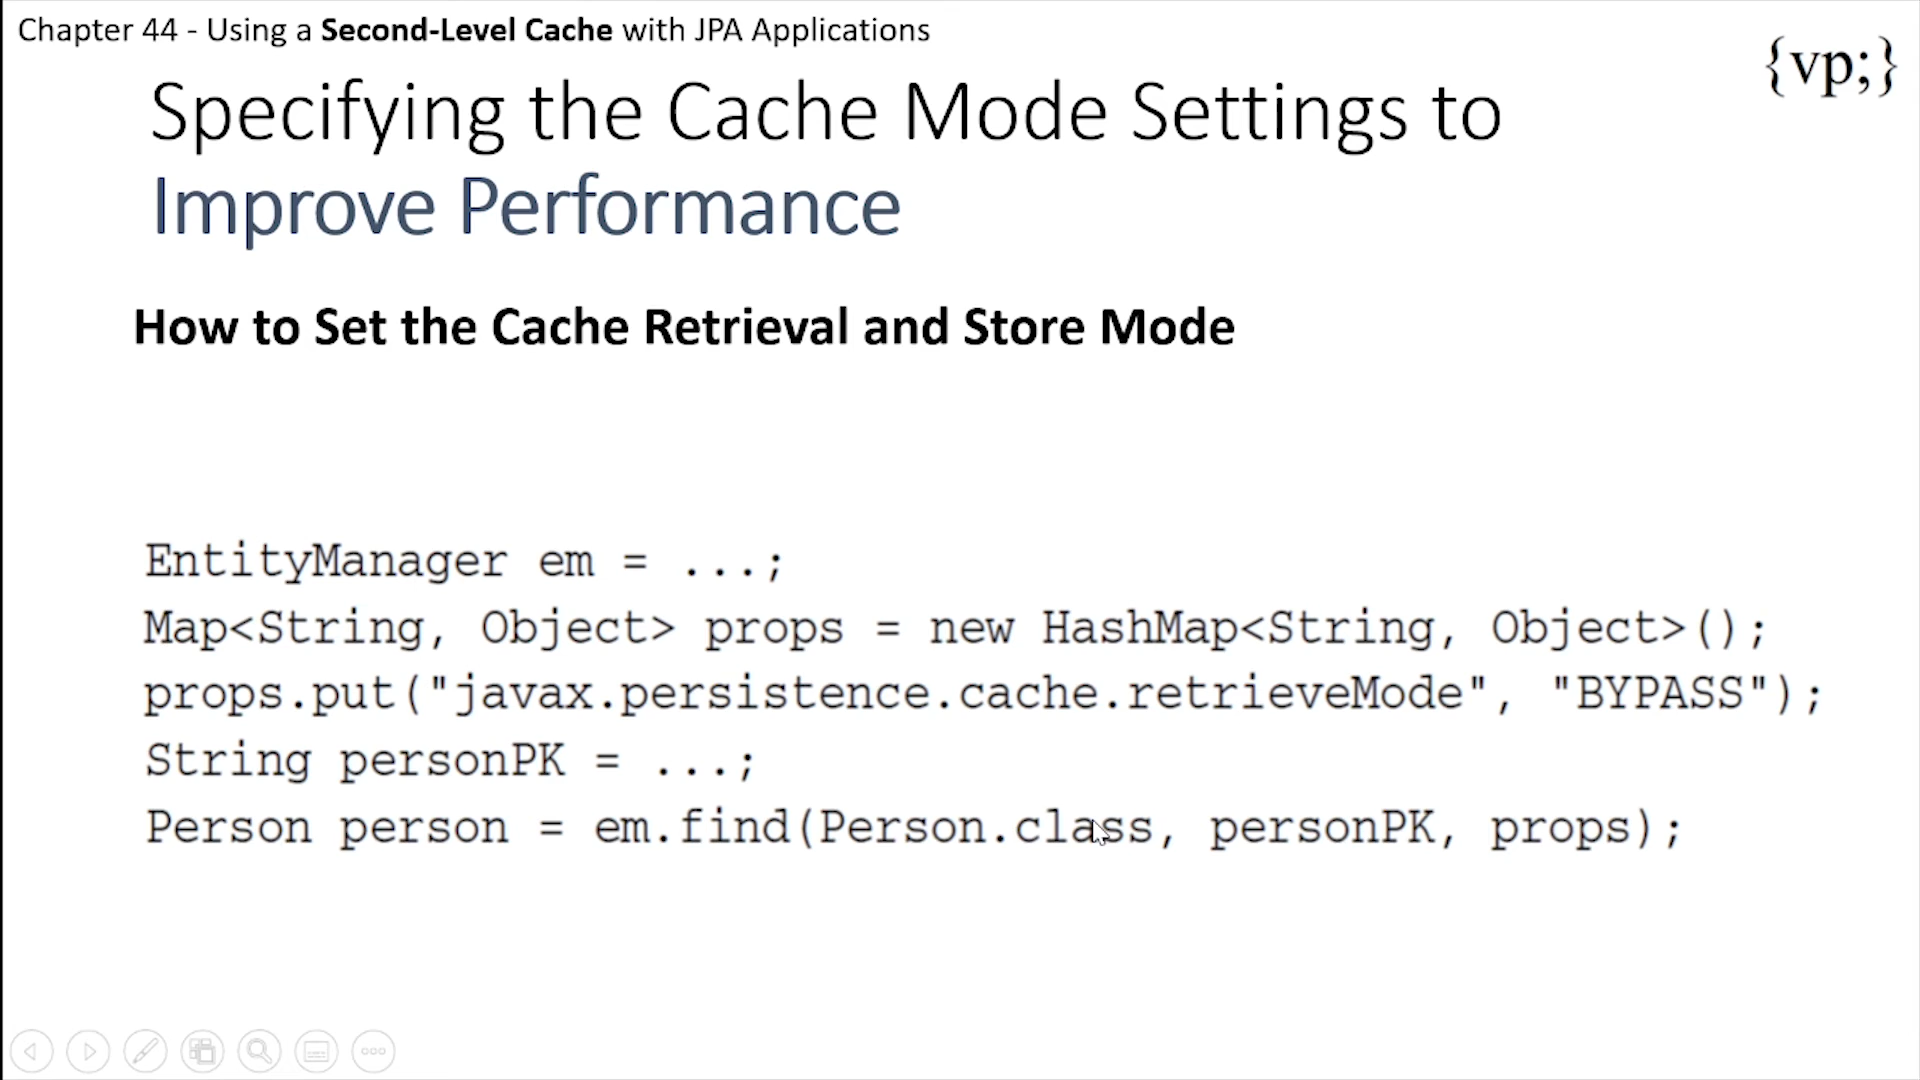 Chapter 44 - Using a Second-Level Cache with JPA Applications
{vp;}
Specifying the Cache Mode Settings to
Improve Performance
How to Set the Cache Retrieval and Store Mode
EntityManager em = ...;
Map<String, Object> props = new HashMap<String, Object>();
props.put("javax.persistence.cache.retrieveMode", "BYPASS");
String personPK = ...;
Person person = em.find(Person.class, personPK, props);